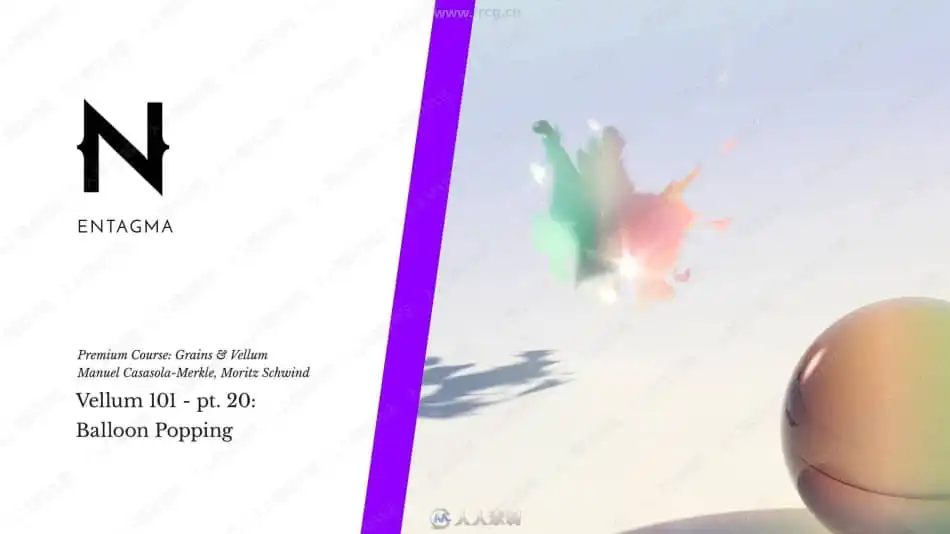 www.rrcg.cn
ENTAGMA
Premium Course: Grains & Vellum
Manuel Casasola-Merkle, Moritz Schwind
Vellum 101 - pt. 20:
Balloon Popping
人人素材